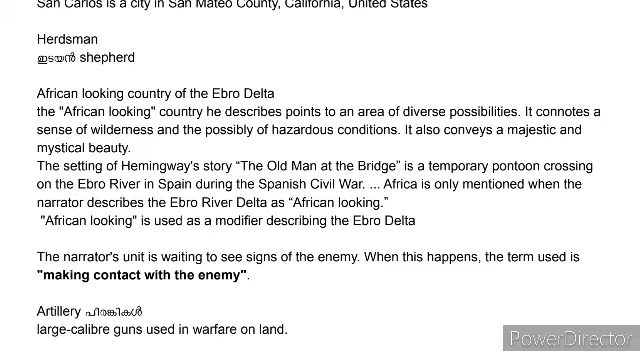 San Carlos is a city in San Mateo County, California, United States
Herdsman
ഇടയൻ shepherd
African looking country of the Ebro Delta
the "African looking" country he describes points to an area of diverse possibilities. It connotes a
sense of wilderness and the possibly of hazardous conditions. It also conveys a majestic and
mystical beauty.
The setting of Hemingway's story “The Old Man at the Bridge” is a temporary pontoon crossing
on the Ebro River in Spain during the Spanish Civil War. ... Africa is only mentioned when the
narrator describes the Ebro River Delta as “African looking.”
"African looking" is used as a modifier describing the Ebro Delta
The narrator's unit is waiting to see signs of the enemy. When this happens, the term used is
"making contact with the enemy".
Artillery പീരങ്കികൾ
large-calibre guns used in warfare on land.
PowerDirector